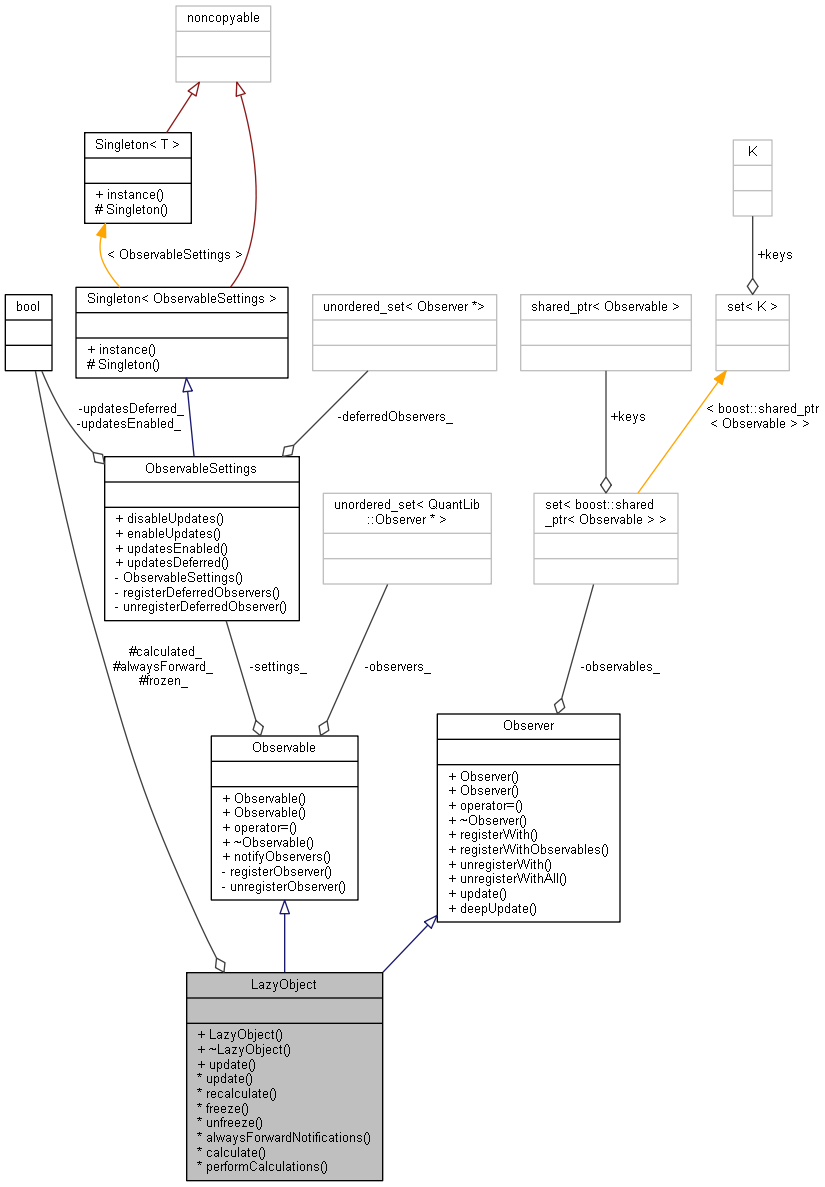 noncopyable
Singleton< T >
+ instance()
# Singleton()
K
< ObservableSettings >
+keys
bool
Singleton< ObservableSettings >
+ instance()
# Singleton()
unordered_set< Observer *>
shared_ptr< Observable >
set< K >
-updatesDeferred_
-updatesEnabled_
-deferredObservers_
+keys
< boost::shared_ptr
< Observable > >
ObservableSettings
+ disableUpdates()
+ enableUpdates()
+ updatesEnabled()
+ updatesDeferred()
- ObservableSettings()
- registerDeferredObservers()
- unregisterDeferredObserver()
unordered_set< QuantLib
::Observer * >
set< boost::shared
_ptr< Observable > >
#calculated_
#alwaysForward_
#frozen_
-settings_
-observers_
-observables_
Observable
+ Observable()
+ Observable()
+ operator=()
+ ~Observable()
+ notifyObservers()
- registerObserver()
- unregisterObserver()
Observer
+ Observer()
+ Observer()
+ operator=()
+ ~Observer()
+ registerWith()
+ registerWithObservables()
+ unregisterWith()
+ unregisterWithAll()
+ update()
+ deepUpdate()
LazyObject
+ LazyObject()
+ ~LazyObject()
+ update()
* update()
* recalculate()
* freeze()
* unfreeze()
* alwaysForwardNotifications()
* calculate()
* performCalculations()